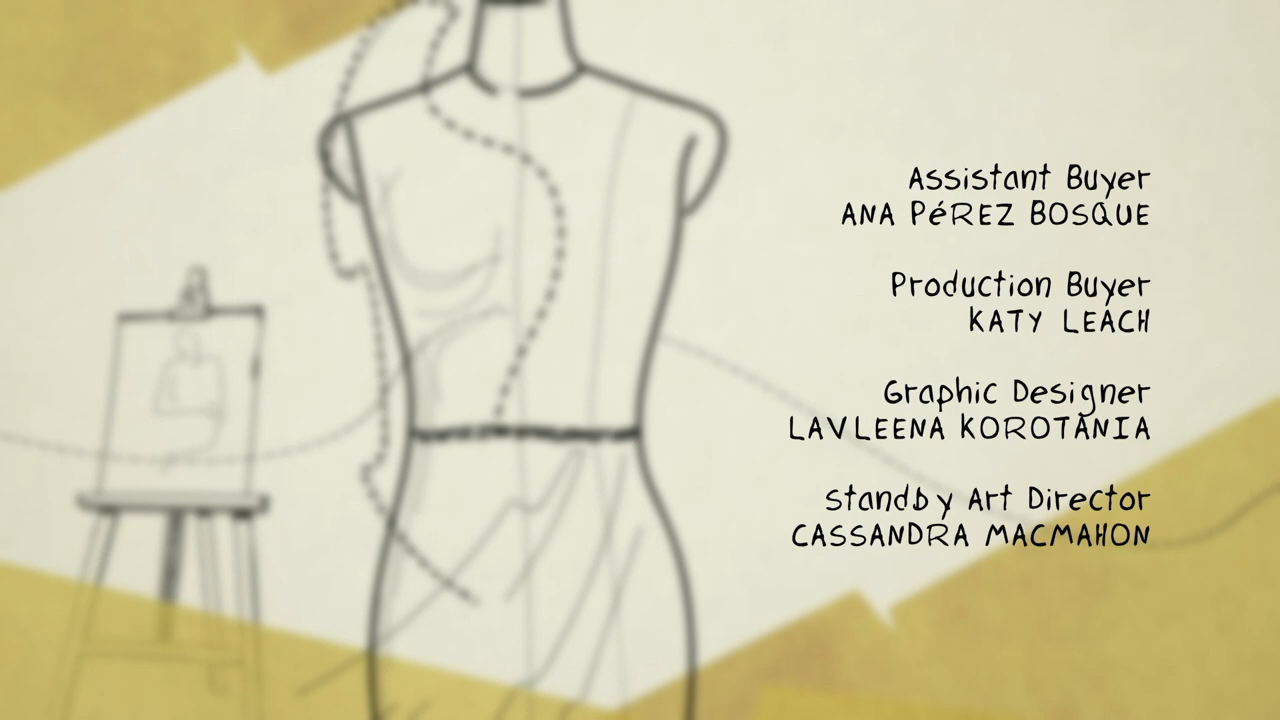 Assistant Buyer
ANA PéREZ BOSQUE
Production Buyer
KATY LEACH
Graphic Designer
LAVLEENA KOROTANIA
standby Art Director
CASSANDRA MACMAHON